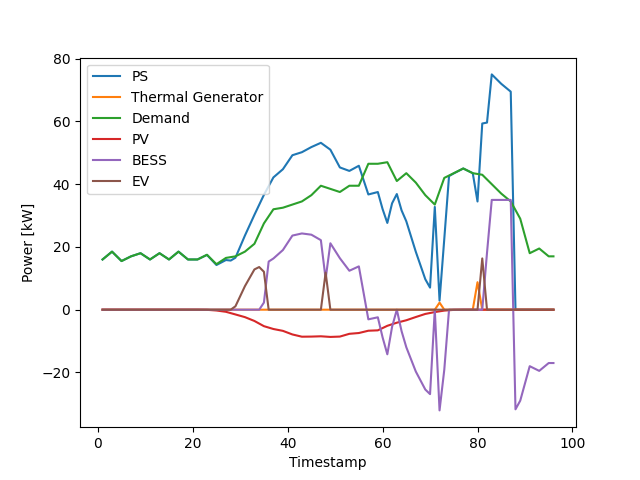 80
60
40
20
0
−20
Power [kW]
PS
Thermal Generator
Demand
PV
BESS
EV
0
20
40
60
80
100
Timestamp